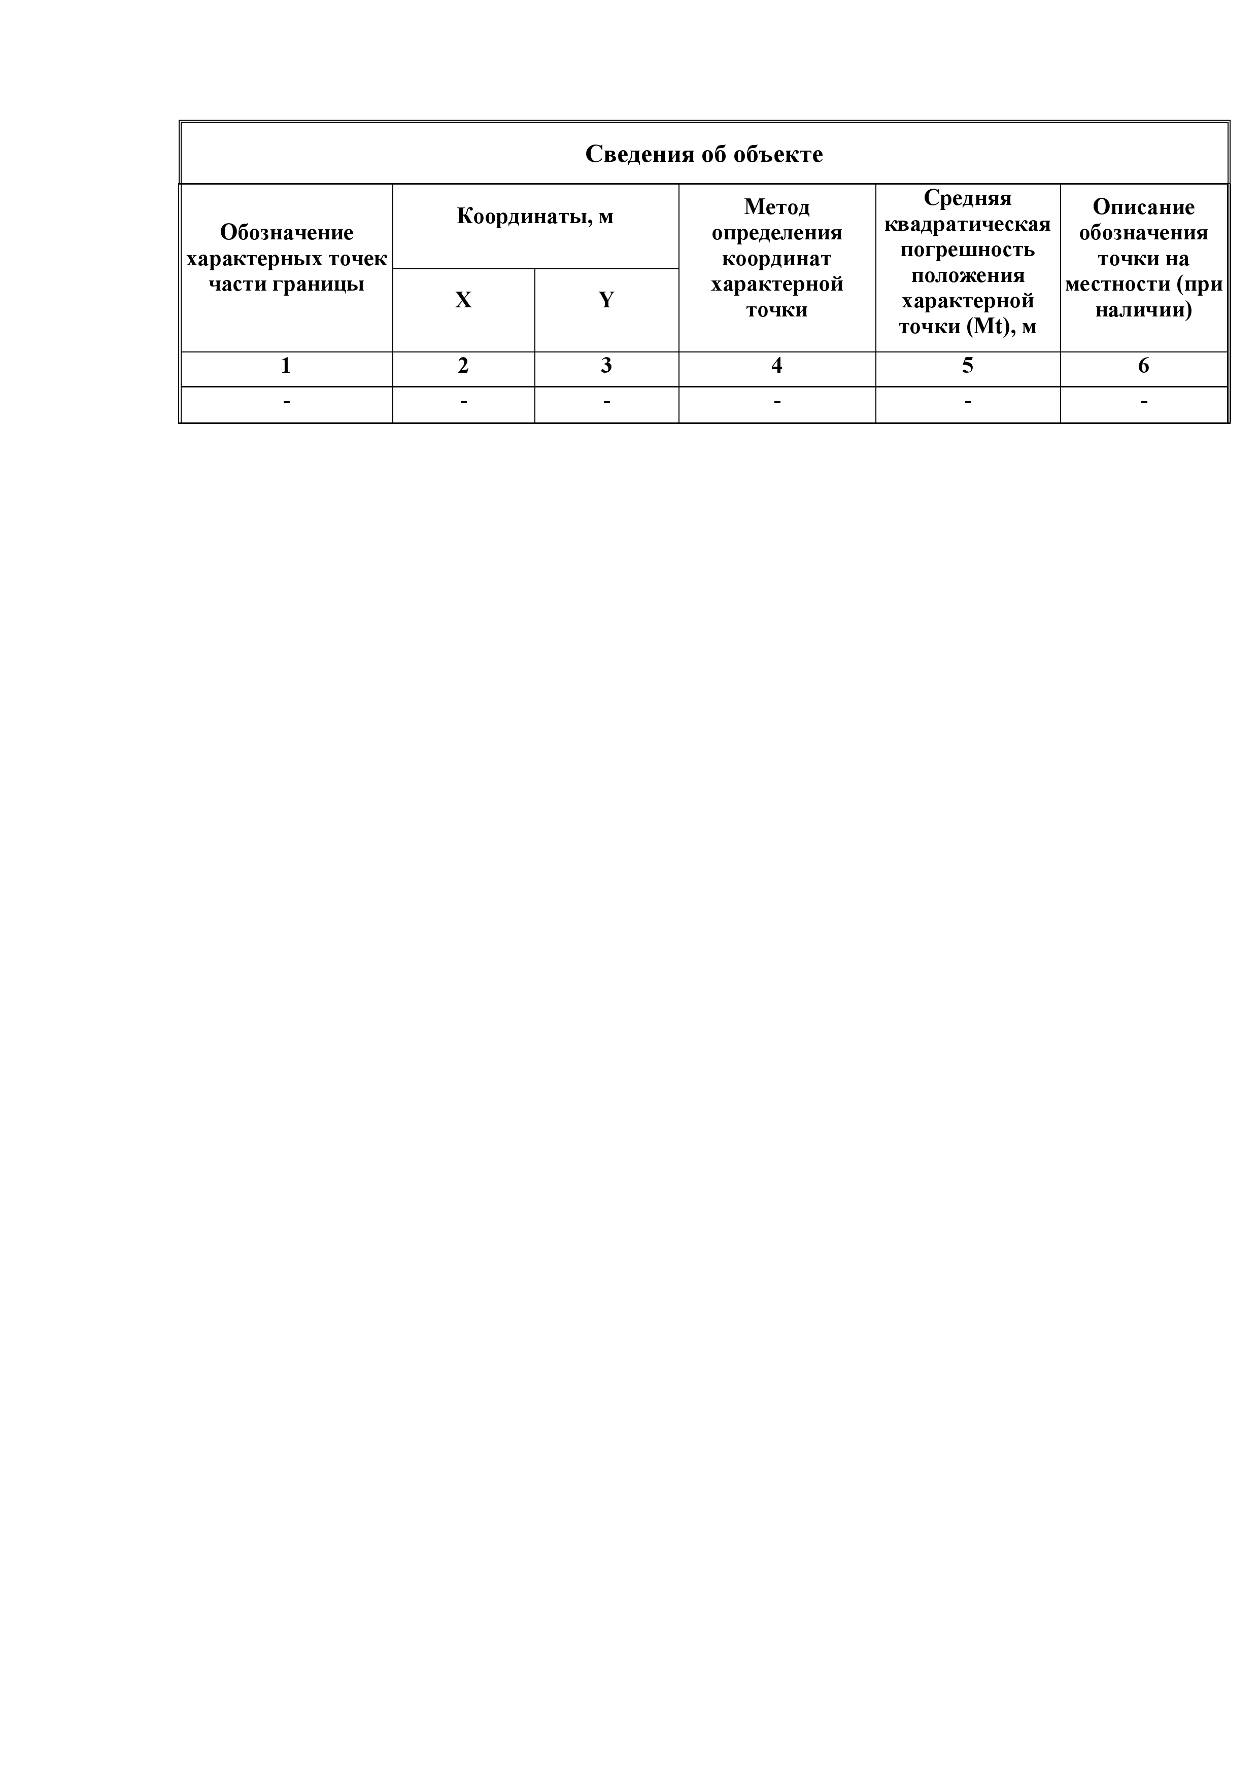 Сведения об объекте
Обозначение
характерных точек
части границы
Координаты, м
X
Y
Метод
определения
координат
характерной
точки
Средняя
квадратическая
погрешность
положения
характерной
точки (Mt), м
Описание
обозначения
точки на
местности (при
наличии)
1 2 3 4 5 6
- - - - - -